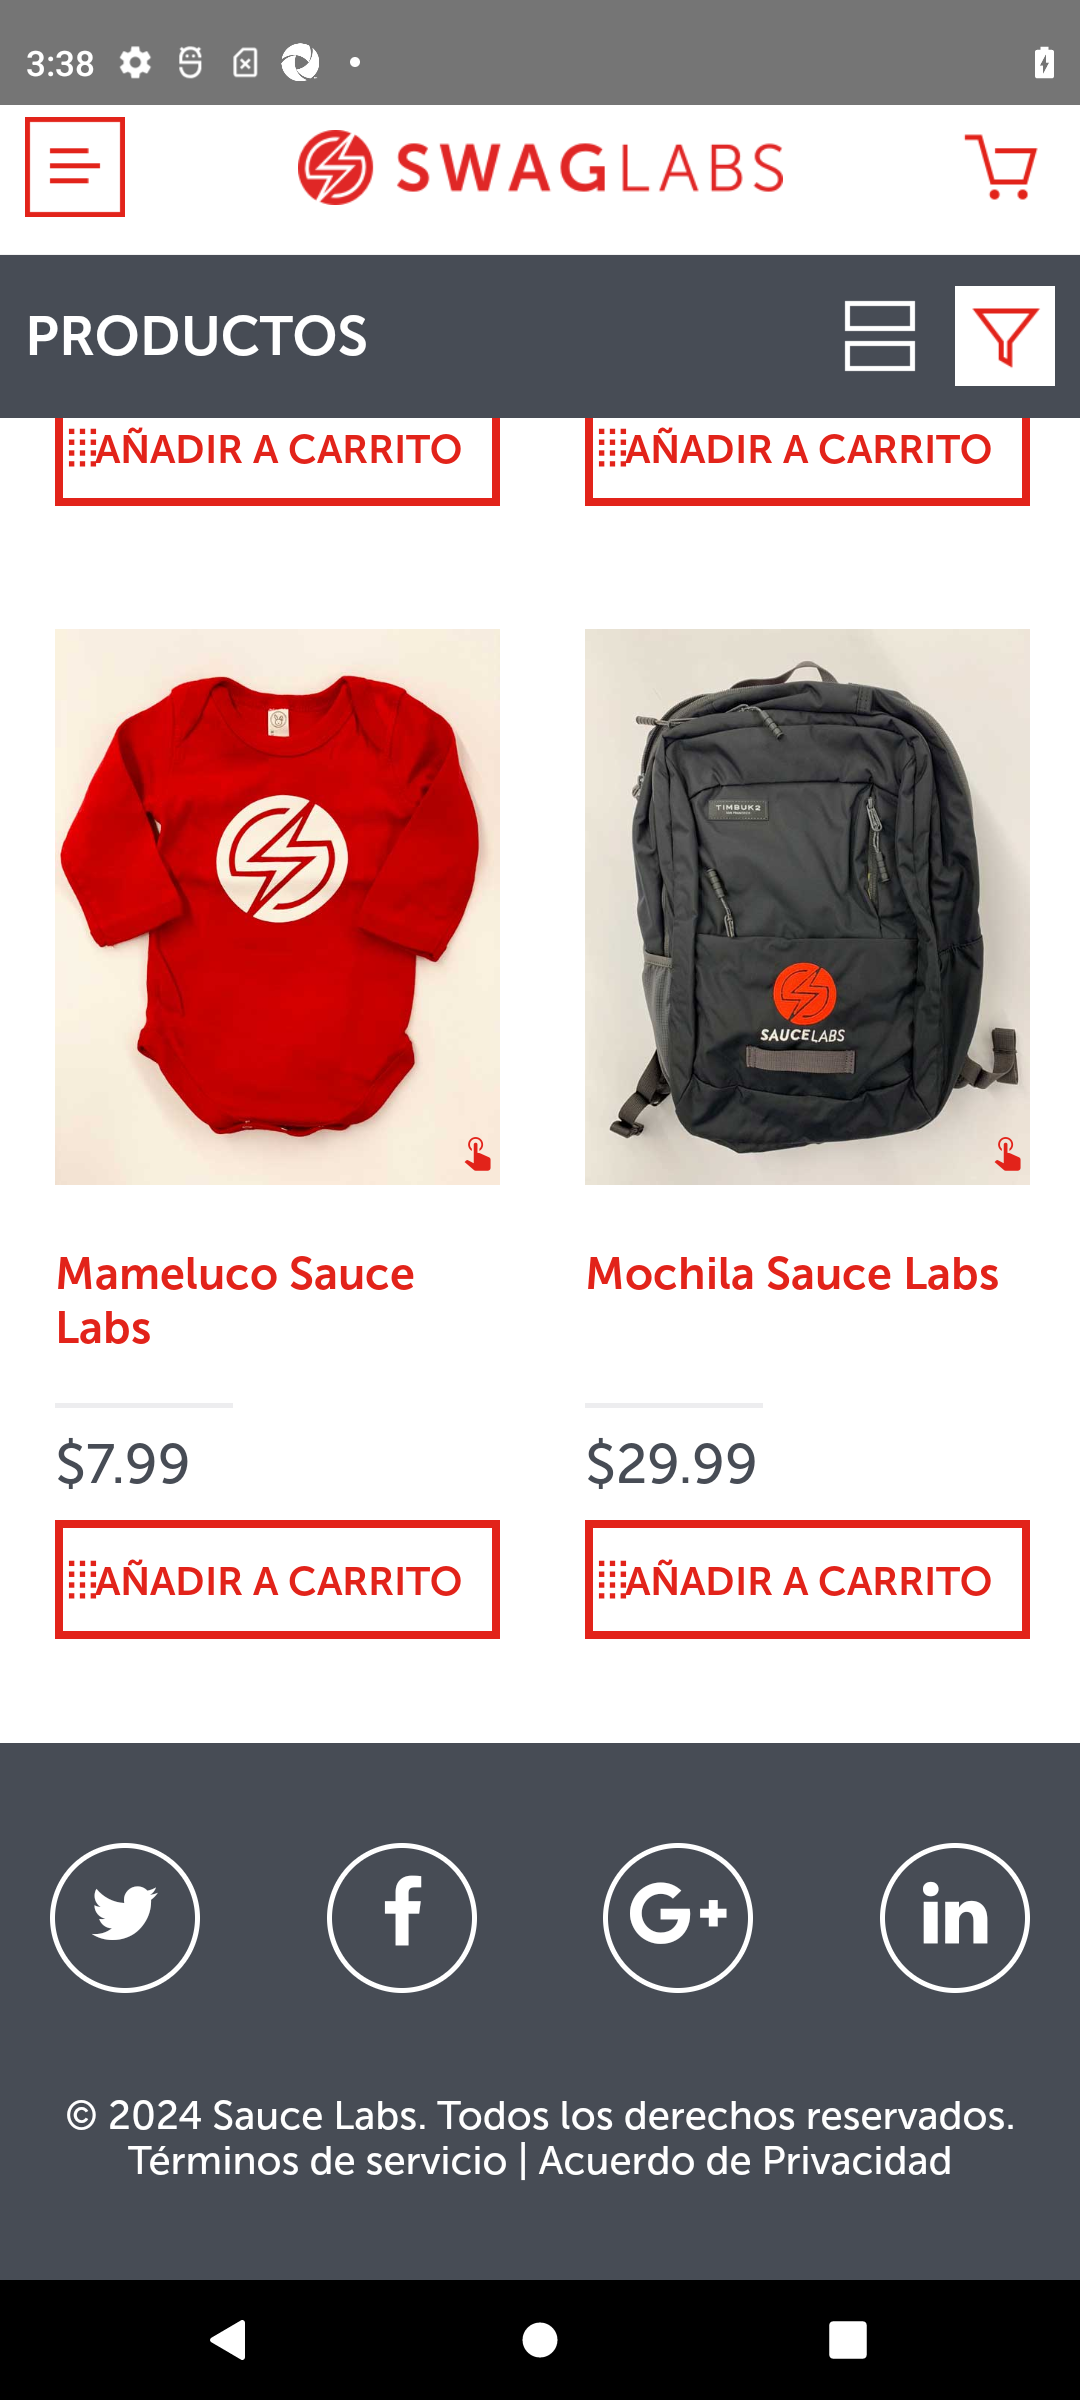 3:38
SWAGLABS
PRODUCTOS
AÑADIR A CARRITO
AÑADIR A CARRITO
TIMBUK2
SAUCELABS
Mameluco Sauce
Labs
Mochila Sauce Labs
$7.99
$29.99
AÑADIR A CARRITO
AÑADIR A CARRITO
© 2024 Sauce Labs. Todos los derechos reservados.
Términos de servicio | Acuerdo de Privacidad